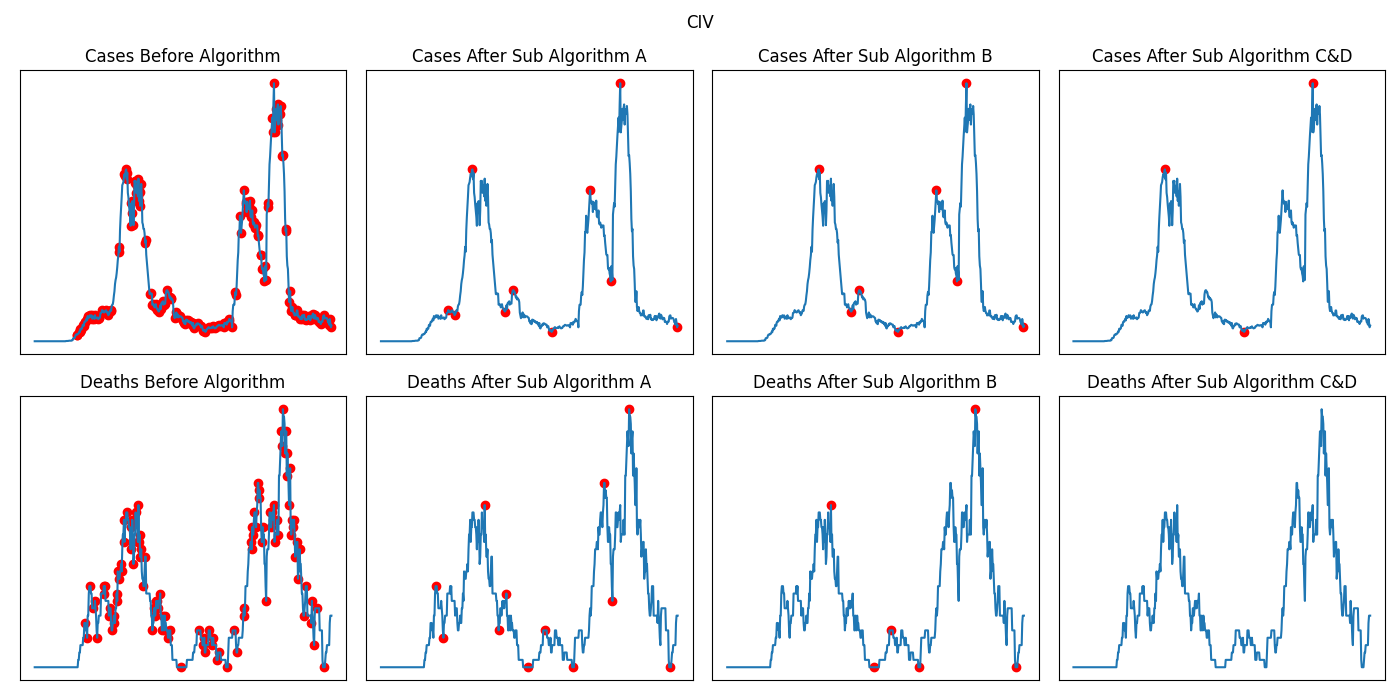 CIV
Cases Before Algorithm
Cases After Sub Algorithm A
Cases After Sub Algorithm B
Cases After Sub Algorithm C&D
Deaths Before Algorithm
Deaths After Sub Algorithm A
Deaths After Sub Algorithm B
Deaths After Sub Algorithm C&D